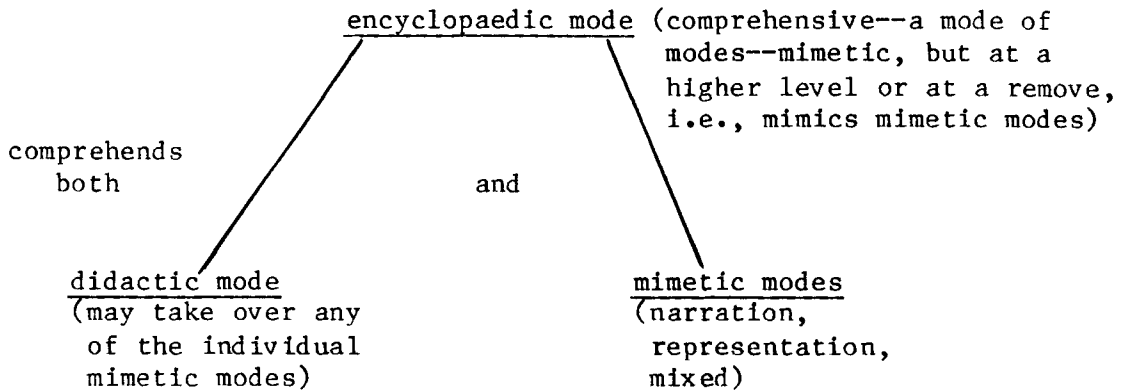 encyclopaedic mode (comprehensive--a mode of
modes--mimetic, but at a
higher level or at a remove,
i.e., mimics mimetic modes)
comprehends
both
and
didactic mode
(may take over any
of the individual
mimetic modes)
mimetic modes
(narration,
representation,
mixed)